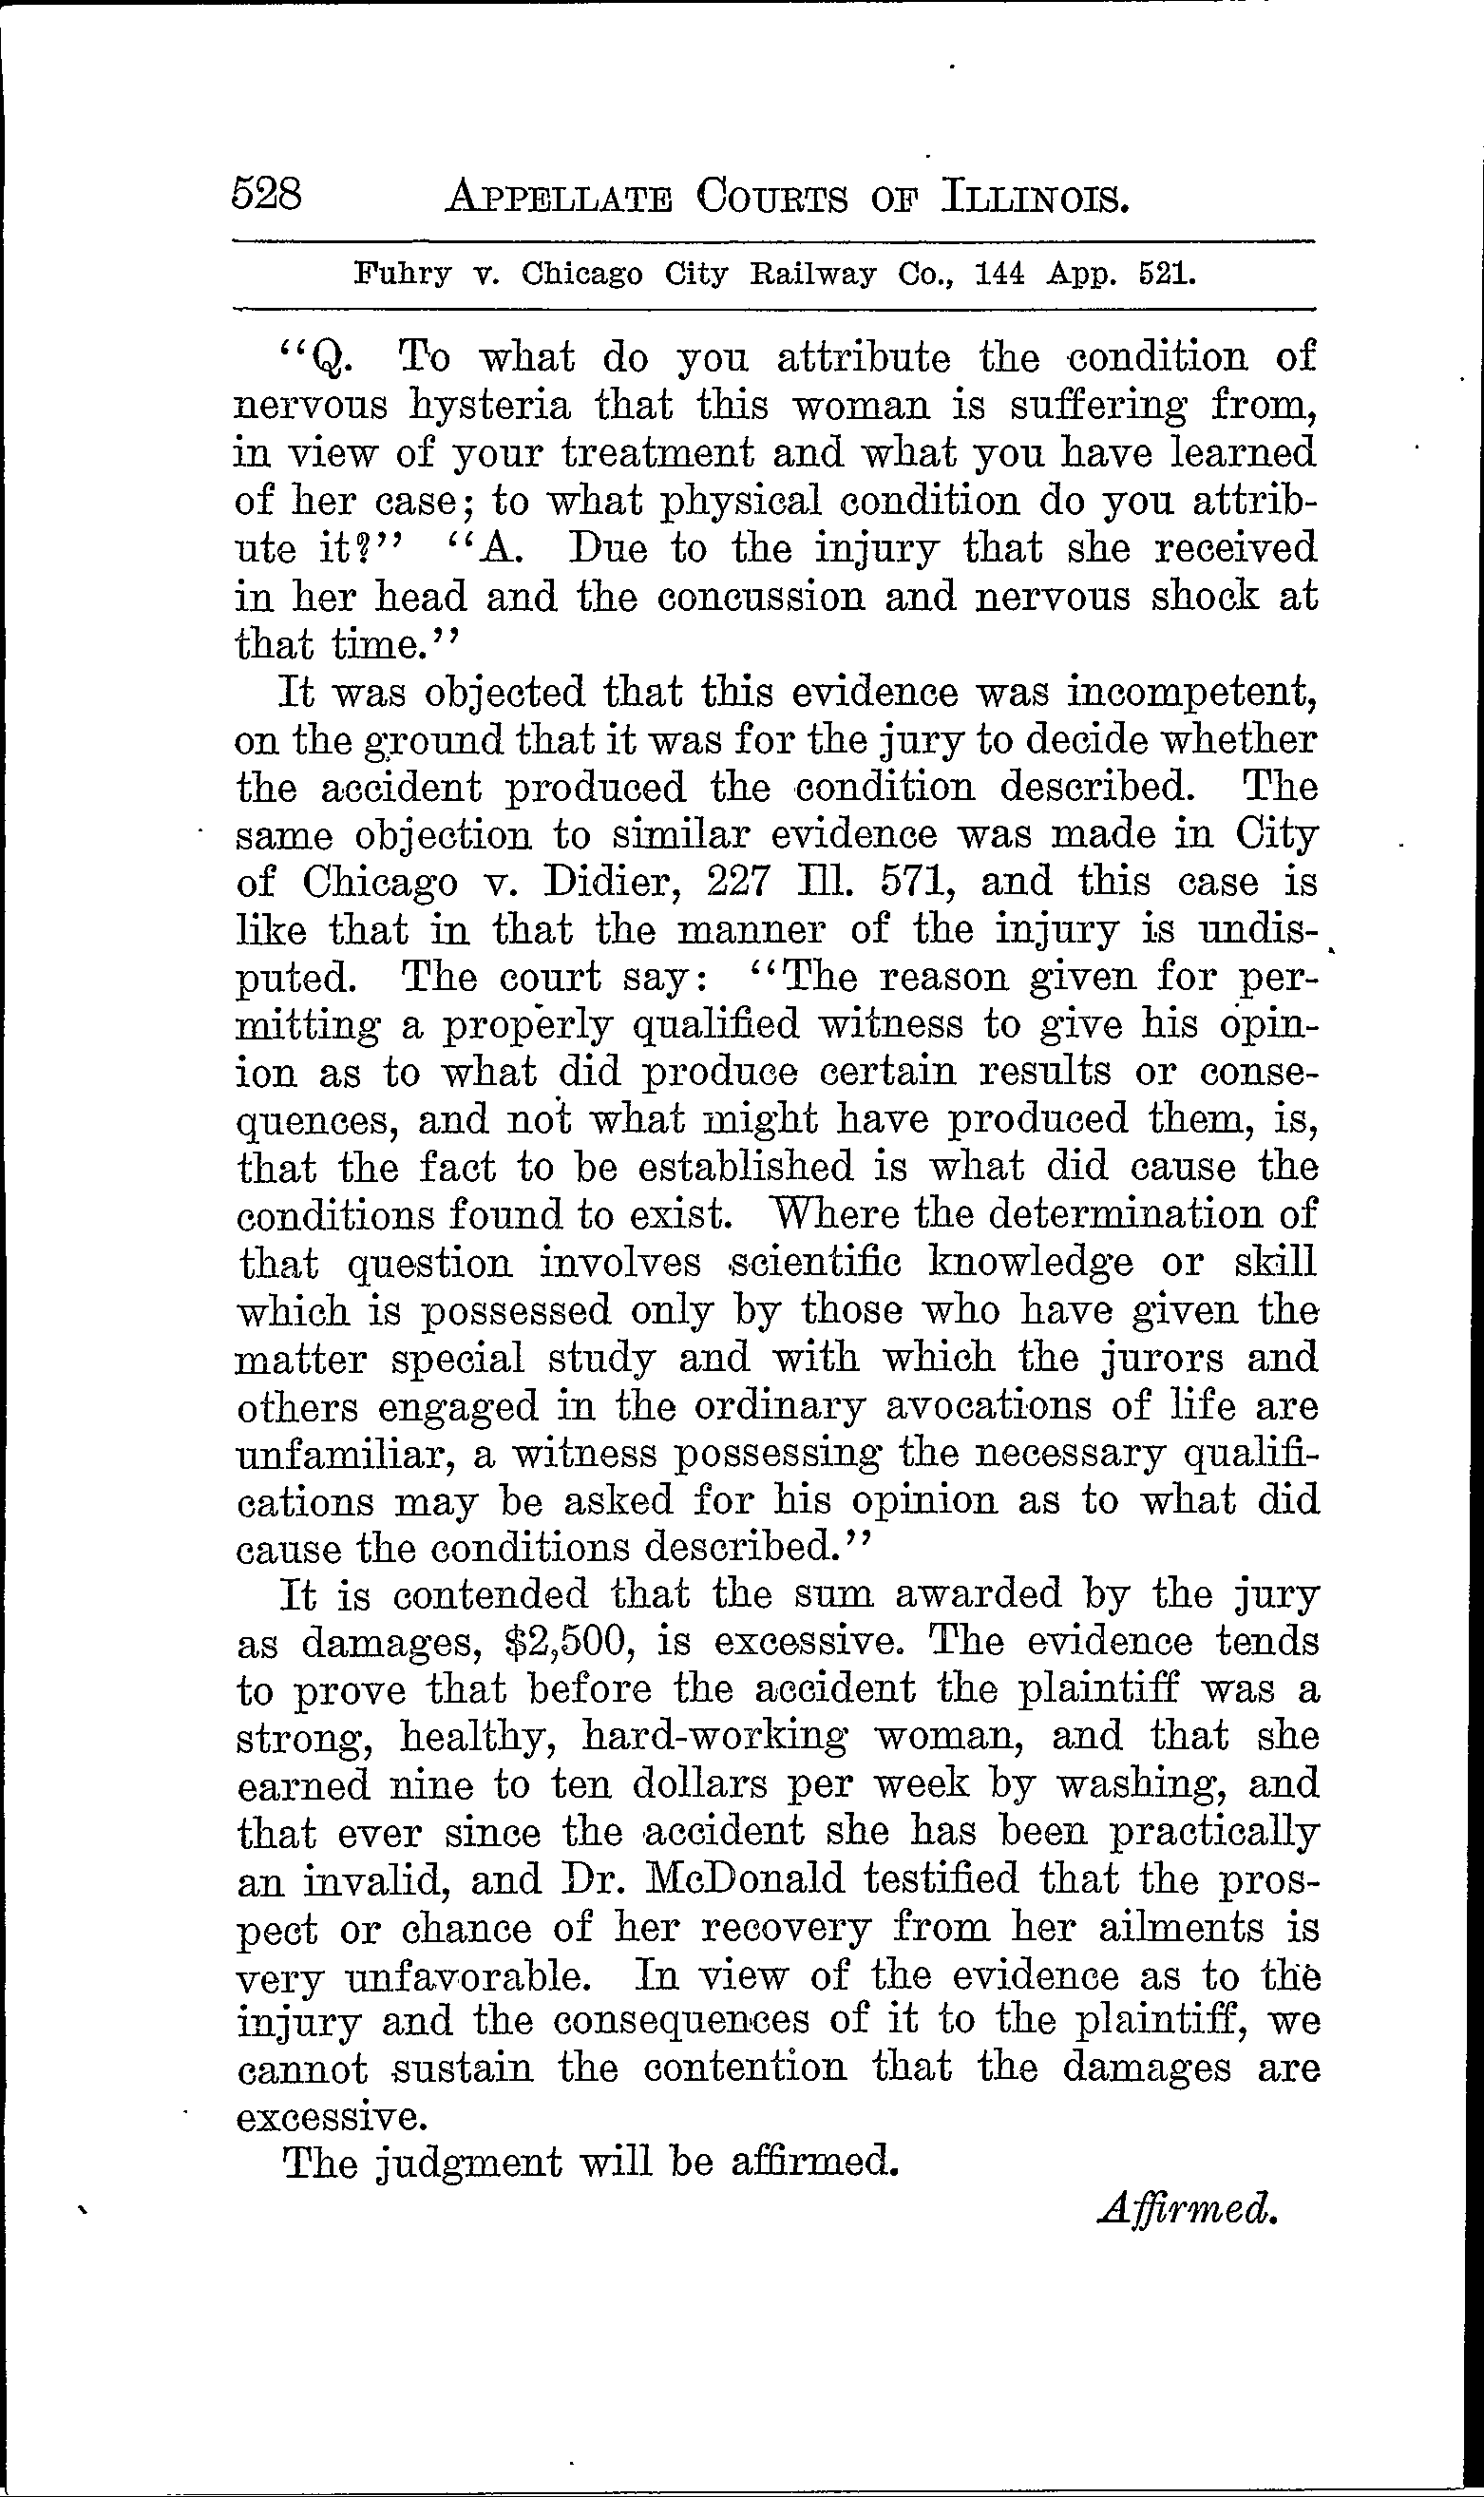 528 APPELLATE COURTS OF ILLINOIS.
Fuhry v. Chicago City Railway Co., 144 App. 521.
“Q. To what do you attribute the condition of
nervous hysteria that this woman is suffering from,
in view of your treatment and what you have learned
of her case; to what physical condition do you attrib-
ute it?” “A. Due to the injury that she received
in her head and the concussion and nervous shock at
that time.”
It was objected that this evidence was incompetent,
on the ground that it was for the jury to decide whether
the accident produced the condition described. The
same objection to similar evidence was made in City
of Chicago v. Didier, 227 Ill. 571, and this case is
like that in that the manner of the injury is undis-
puted. The court say: “The reason given for per-
mitting a properly qualified witness to give his opin-
ion as to what did produce certain results or conse-
quences, and not what might have produced them, is,
that the fact to be established is what did cause the
conditions found to exist. Where the determination of
that question involves scientific knowledge or skill
which is possessed only by those who have given the
matter special study and with which the jurors and
others engaged in the ordinary avocations of life are
unfamiliar, a witness possessing the necessary qualifi-
cations may be asked for his opinion as to what did
cause the conditions described.”
It is contended that the sum awarded by the jury
as damages, $2,500, is excessive. The evidence tends
to prove that before the accident the plaintiff was a
strong, healthy, hard-working woman, and that she
earned nine to ten dollars per week by washing, and
that ever since the accident she has been practically
an invalid, and Dr. McDonald testified that the pros-
pect or chance of her recovery from her ailments is
very unfavorable. In view of the evidence as to the
injury and the consequences of it to the plaintiff, we
cannot sustain the contention that the damages are
excessive.
The judgment will be affirmed.
Affirmed.